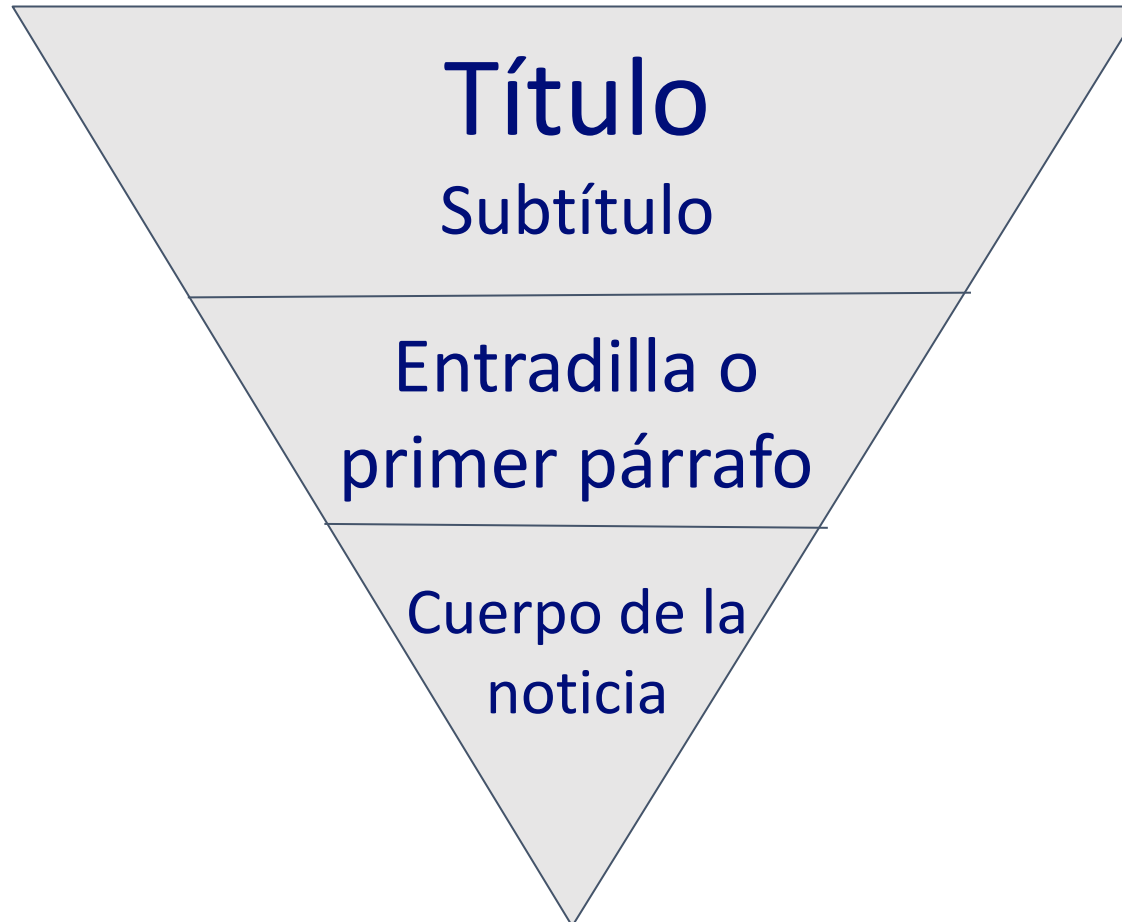 Título
Subtítulo
Entradilla o
primer párrafo
Cuerpo de la
noticia